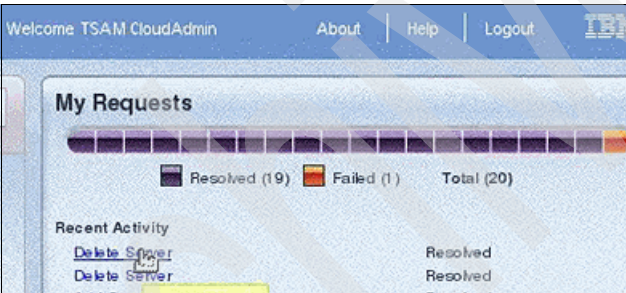 Welcome TSAM CloudAdmin About Help Logout IBM
My Requests
Resolved (19) Failed (1) Total (20)
Recent Activity
Delete Server Resolved
Delete Server Resolved